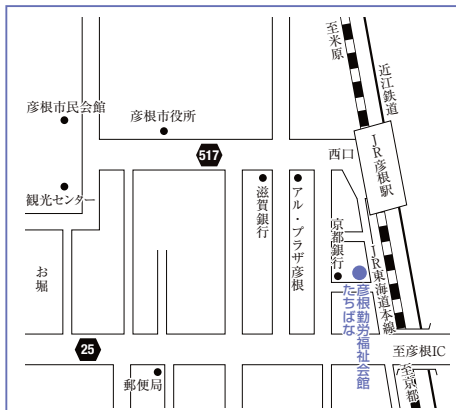 至米原
近江鉄道
彦根市民会館
彦根市役所
517
西口
JR彦根駅
観光センター
滋賀銀行
アル・プラザ彦根
京都銀行
JR東海道本線
お堀
彦根勤労福祉会館
たちばな
25
至彦根IC
郵便局
至京都